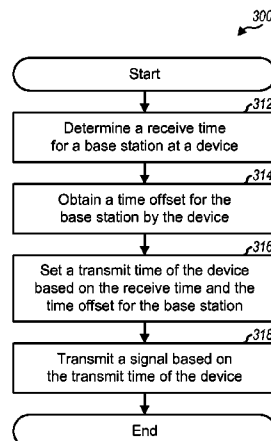 300
Start
312
Determine a receive time
for a base station at a device
314
Obtain a time offset for the
base station by the device
316
Set a transmit time of the device
based on the receive time and the
time offset for the base station
318
Transmit a signal based on
the transmit time of the device
End